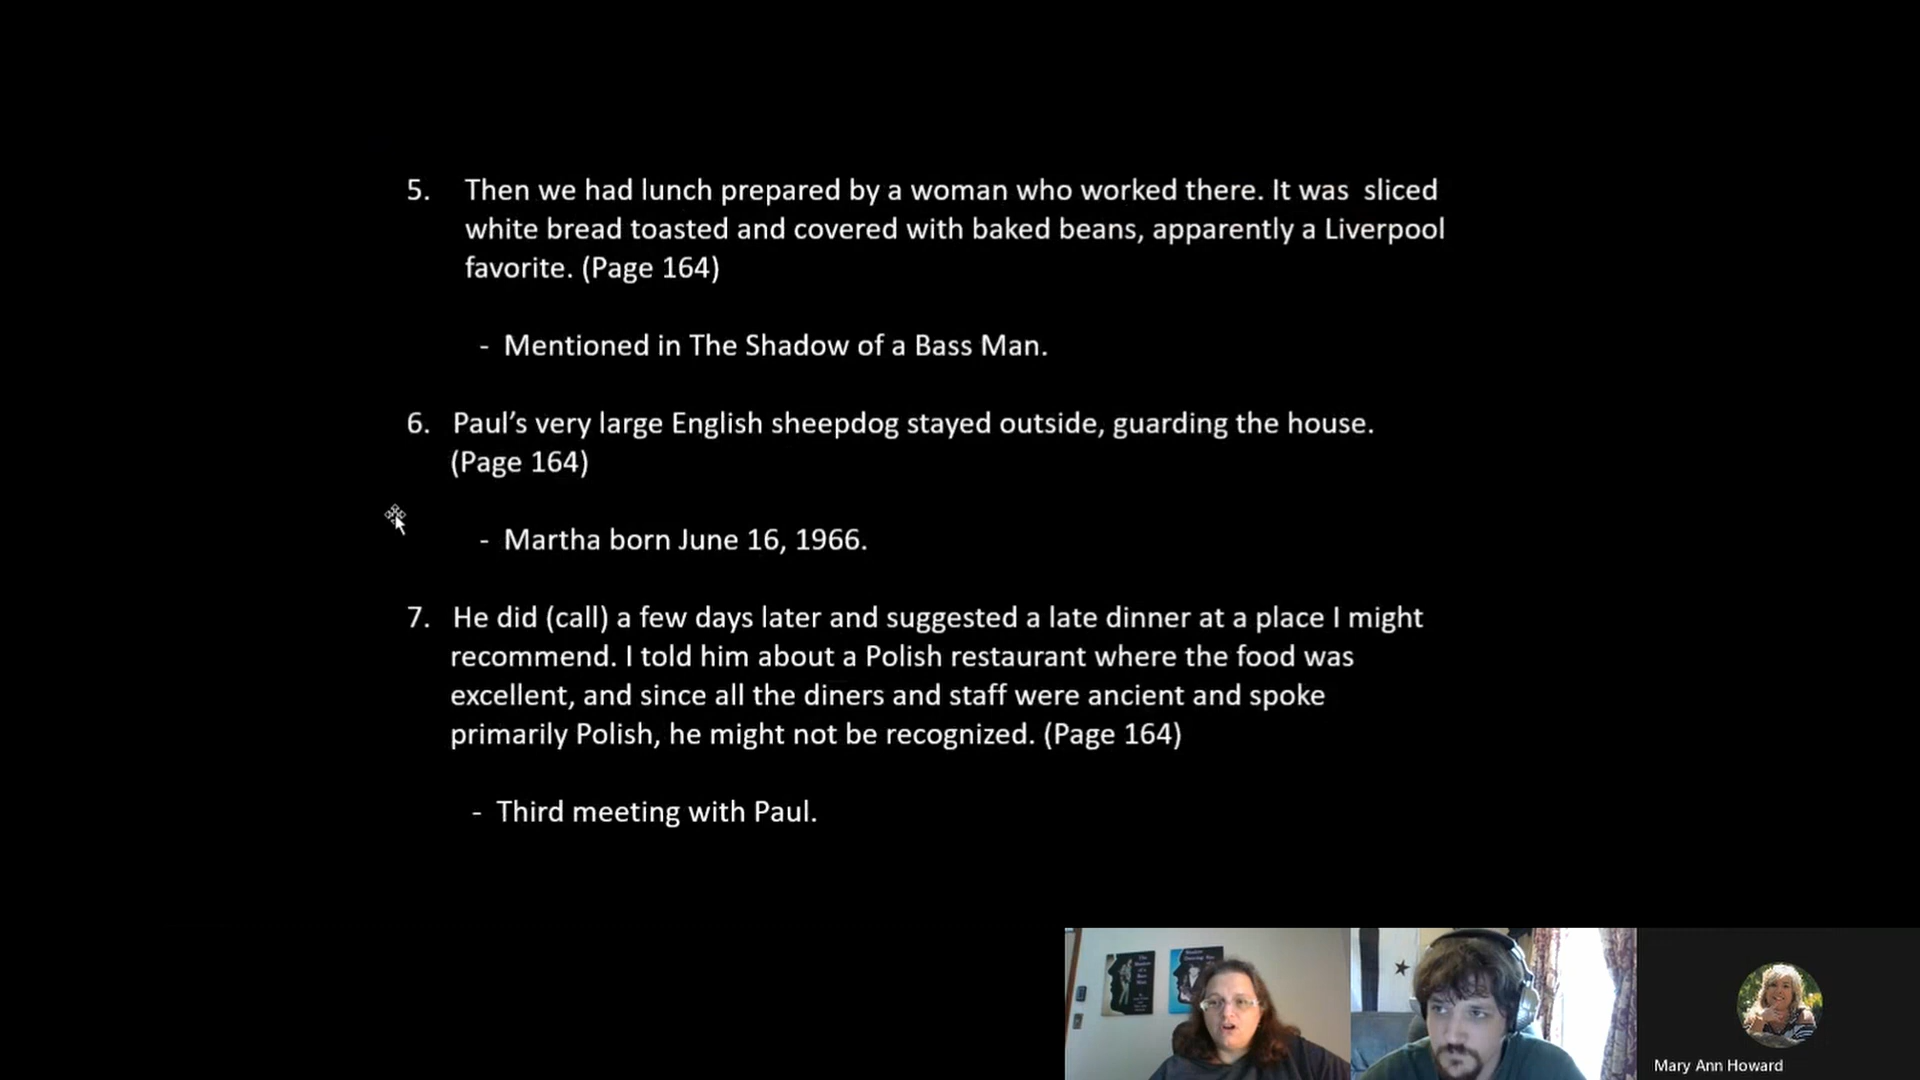 5. Then we had lunch prepared by a woman who worked there. It was sliced
white bread toasted and covered with baked beans, apparently a Liverpool
favorite. (Page 164)
- Mentioned in The Shadow of a Bass Man.
6. Paul’s very large English sheepdog stayed outside, guarding the house.
(Page 164)
- Martha born June 16, 1966.
7. He did (call) a few days later and suggested a late dinner at a place I might
recommend. I told him about a Polish restaurant where the food was
excellent, and since all the diners and staff were ancient and spoke
primarily Polish, he might not be recognized. (Page 164)
- Third meeting with Paul.
The
Shadow
of a
Bass
Man
Mary Ann Howard